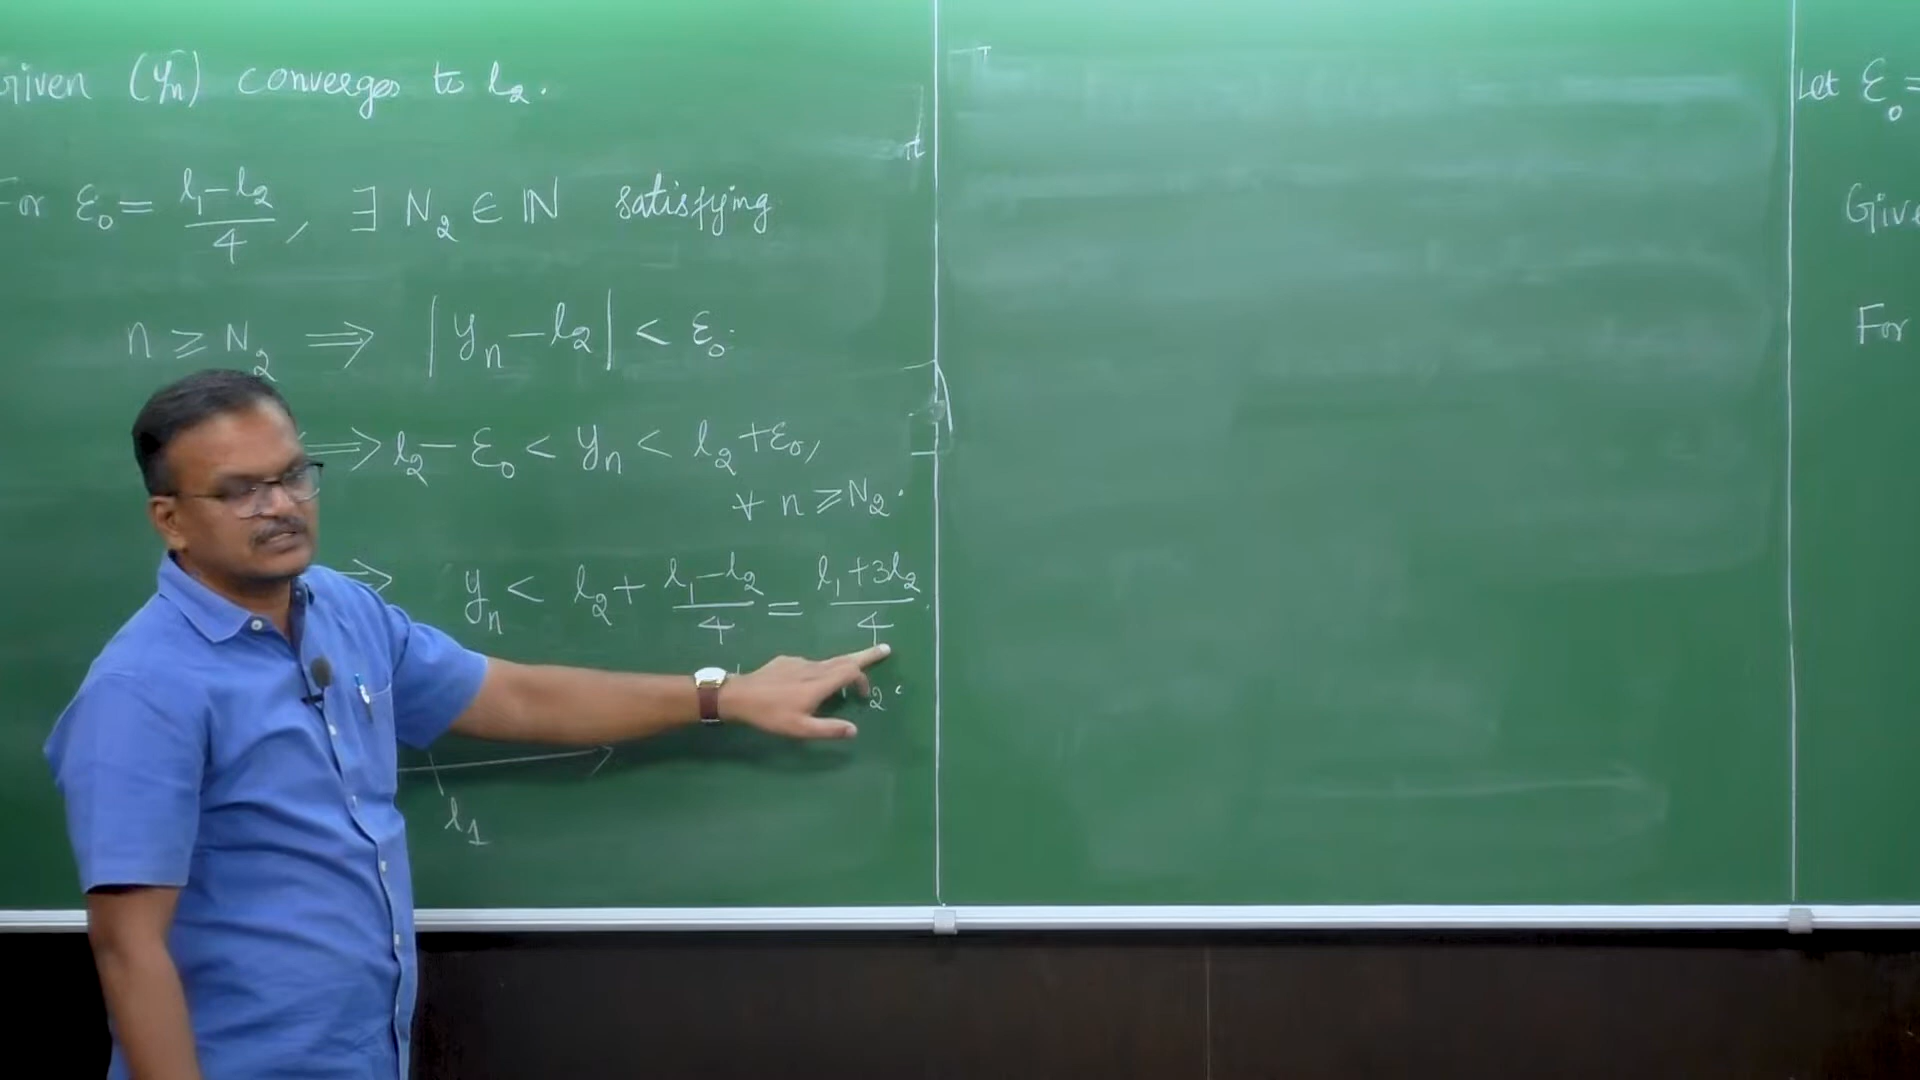 Given (yₙ) converges to l₂.
For ε₀ = (l₁ - l₂)/4, ∃ N₂ ∈ ℕ satisfying
n ≥ N₂ ⟹ |yₙ - l₂| < ε₀.
⟹ l₂ - ε₀ < yₙ < l₂ + ε₀,
∀ n ≥ N₂.
⟹ yₙ < l₂ + (l₁ - l₂)/4 = (l₁ + 3l₂)/4.
₂.
l₁
Let ε₀ =
For